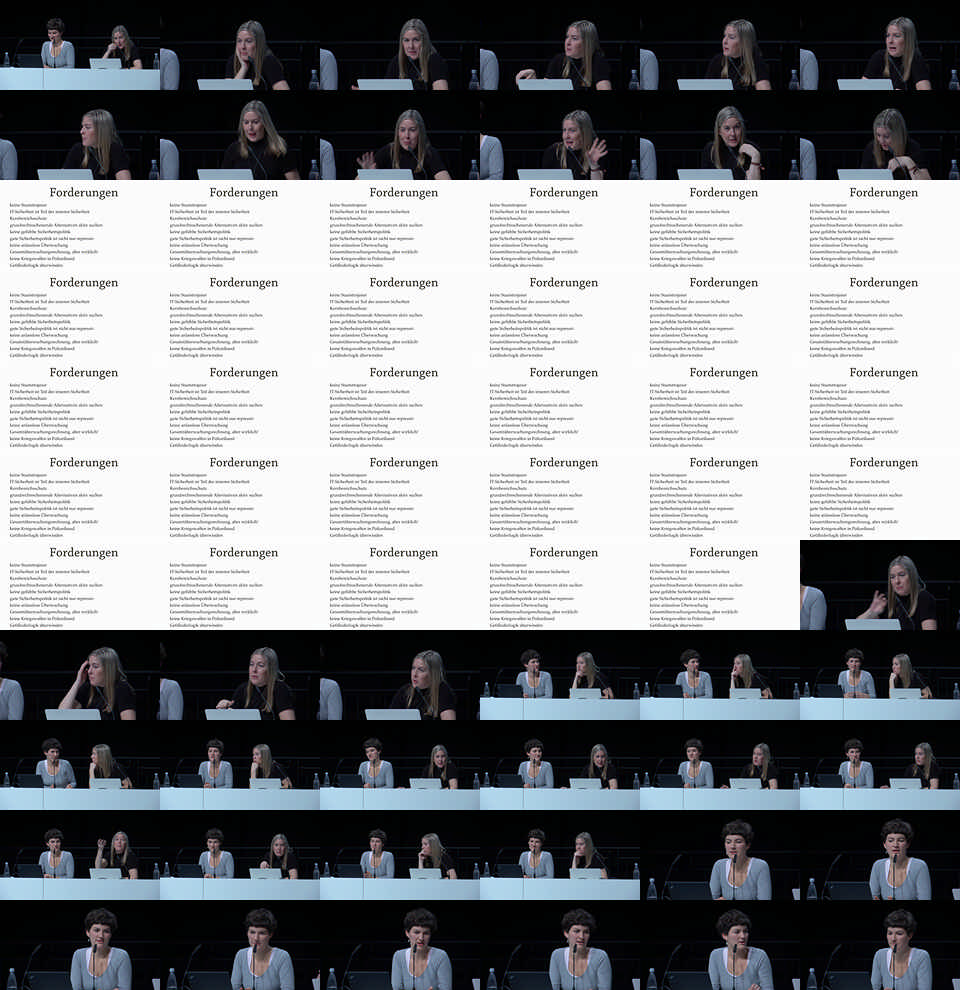 Forderungen
keine Staatstrojaner
IT-Sicherheit ist Teil der inneren Sicherheit
Kernbereichsschutz
grundrechtsschonende Alternativen aktiv suchen
keine gefühlte Sicherheitspolitik
gute Sicherheitspolitik ist nicht nur repressiv
keine anlasslose Überwachung
Gesamtüberwachungsrechnung, aber wirklich!
keine Kriegswaffen in Polizeihand
Gefährderlogik überwinden